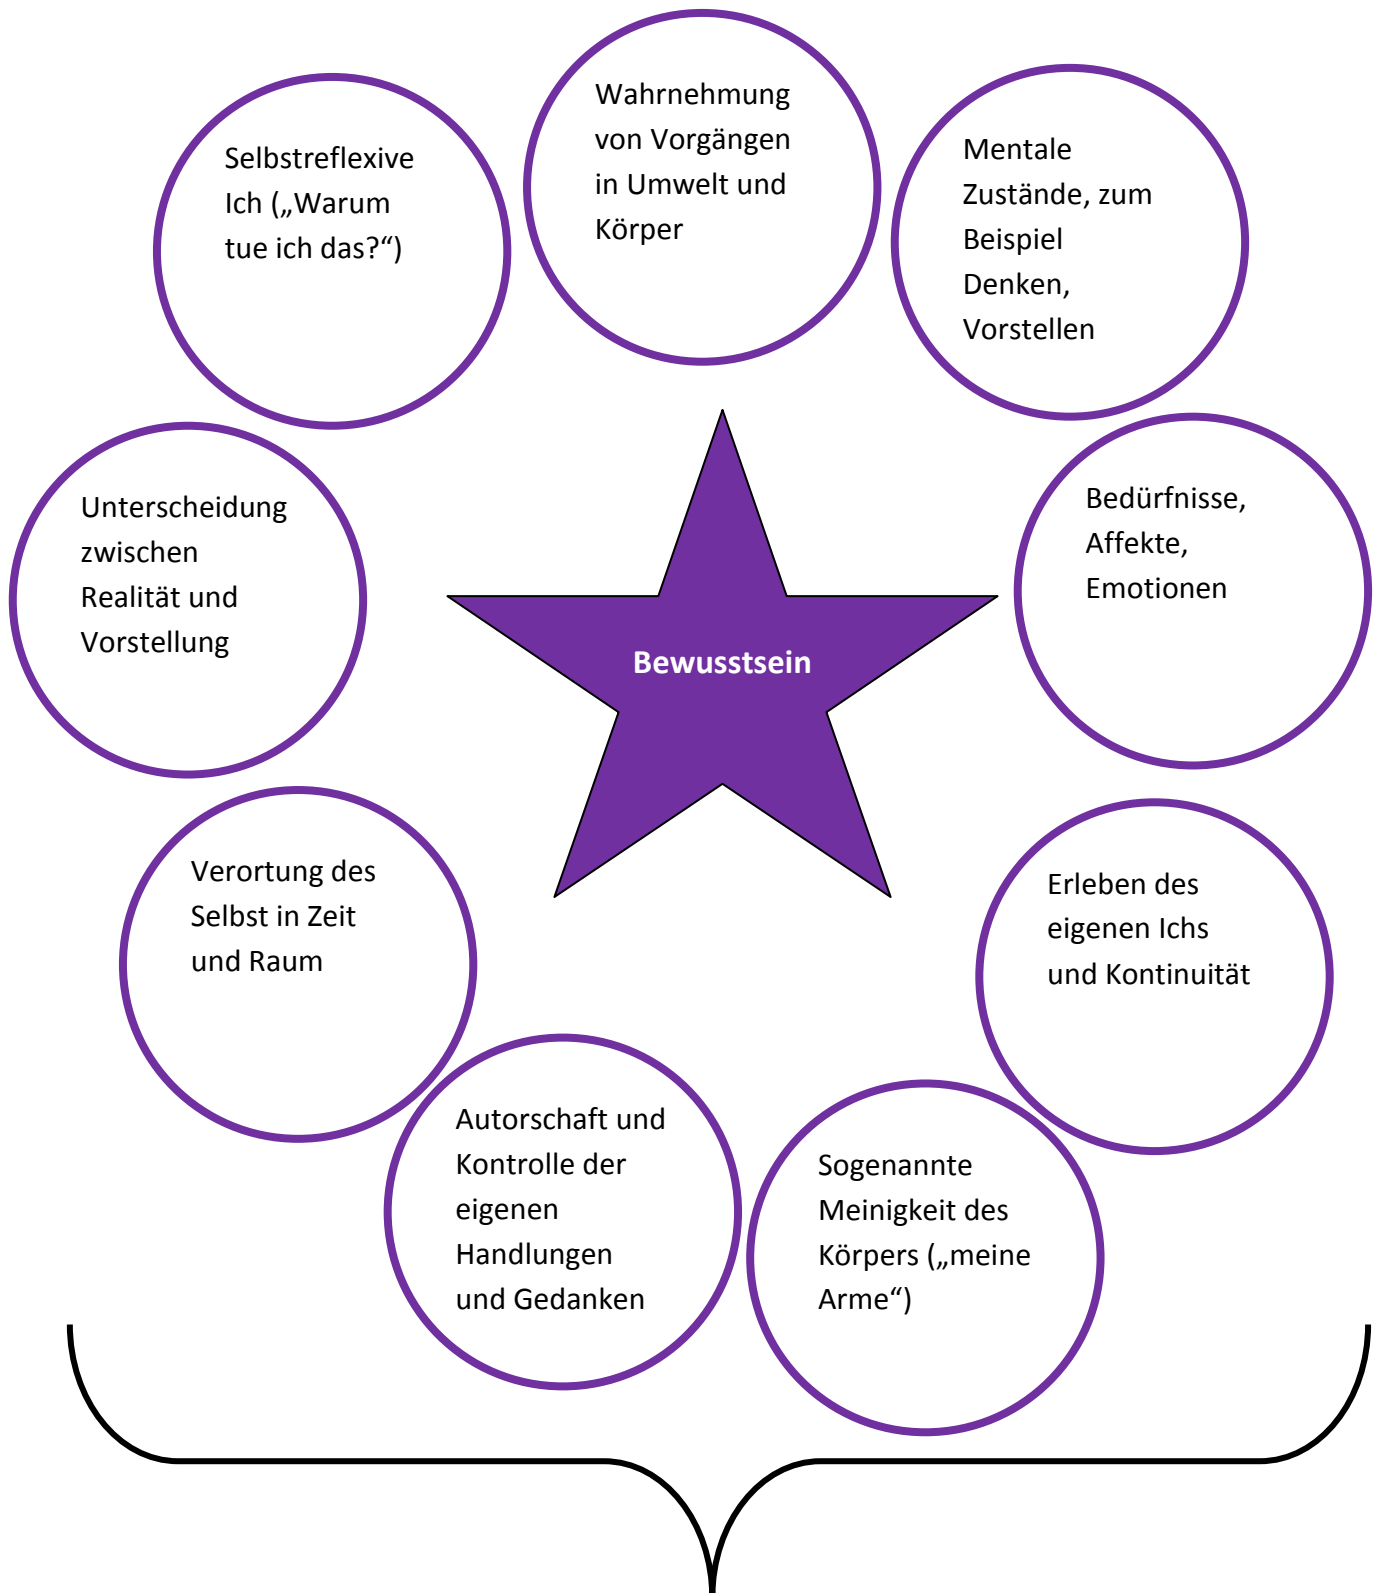 Wahrnehmung
von Vorgängen
in Umwelt und
Körper
Mentale
Zustände, zum
Beispiel
Denken,
Vorstellen
Bedürfnisse,
Affekte,
Emotionen
Erleben des
eigenen Ichs
und Kontinuität
Sogenannte
Meinigkeit des
Körpers („meine
Arme“)
Autorschaft und
Kontrolle der
eigenen
Handlungen
und Gedanken
Verortung des
Selbst in Zeit
und Raum
Unterscheidung
zwischen
Realität und
Vorstellung
Selbstreflexive
Ich („Warum
tue ich das?“)
Bewusstsein